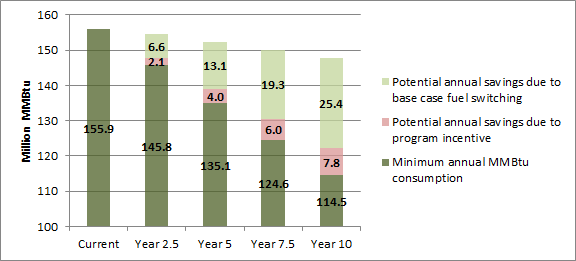 160
150
140
130
120
110
100
Million MMBtu
155.9
6.6
2.1
145.8
13.1
4.0
135.1
19.3
6.0
124.6
25.4
7.8
114.5
Current
Year 2.5
Year 5
Year 7.5
Year 10
Potential annual savings due to
base case fuel switching
Potential annual savings due to
program incentive
Minimum annual MMBtu
consumption